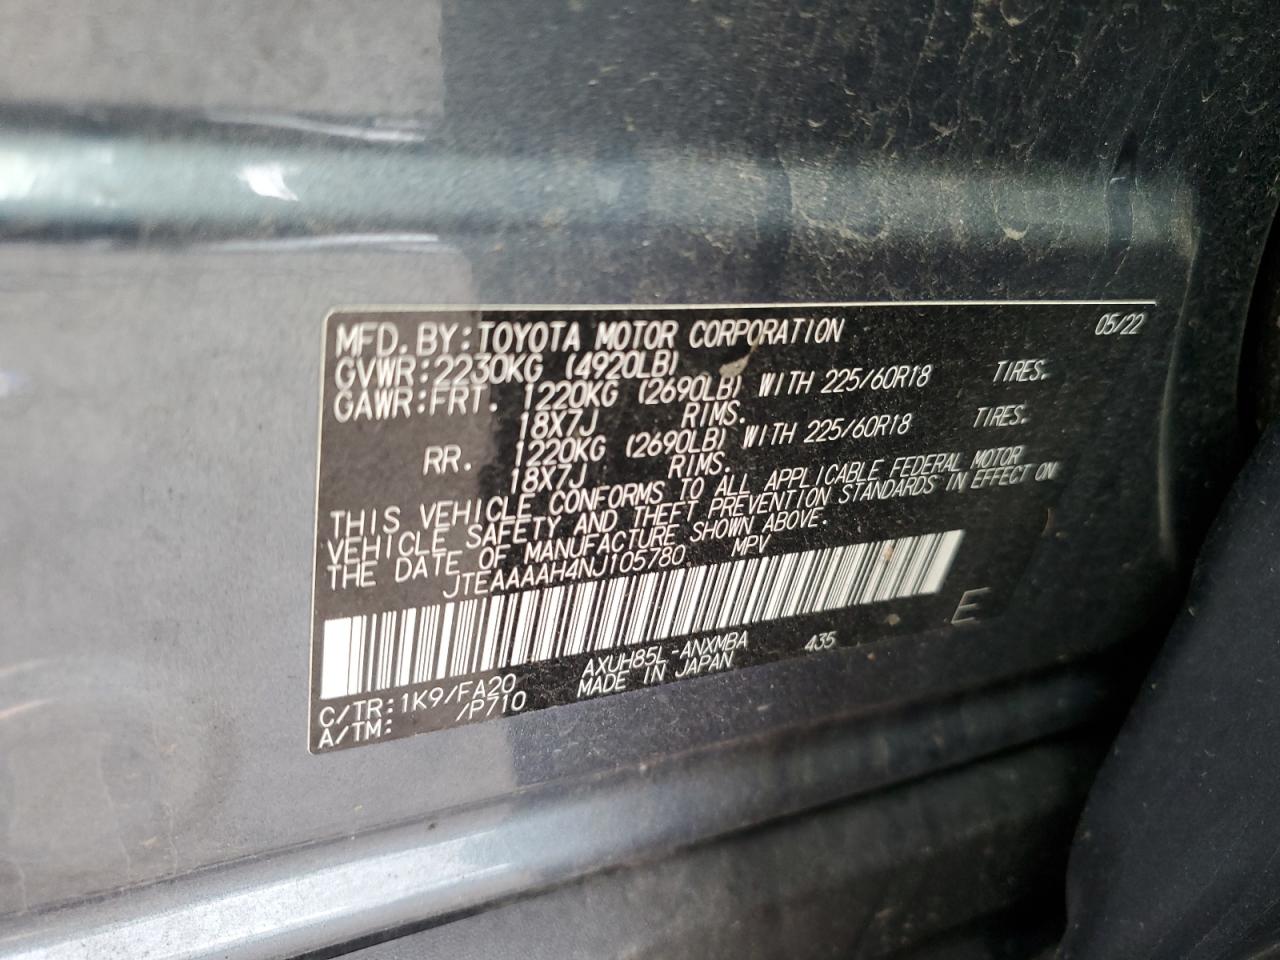 MFD. BY: TOYOTA MOTOR CORPORATION 05/22
GVWR: 2230KG (4920LB)
GAWR: FRT. 1220KG (2690LB) WITH 225/60R18 TIRES.
18X7J RIMS.
RR. 1220KG (2690LB) WITH 225/60R18 TIRES.
18X7J RIMS.
THIS VEHICLE CONFORMS TO ALL APPLICABLE FEDERAL MOTOR
VEHICLE SAFETY AND THEFT PREVENTION STANDARDS IN EFFECT ON
THE DATE OF MANUFACTURE SHOWN ABOVE.
JTEAAAAH4NJ105780 MPV
E
C/TR: 1K9/FA20 AXUH85L-ANXMBA 435
A/TM: /P710 MADE IN JAPAN